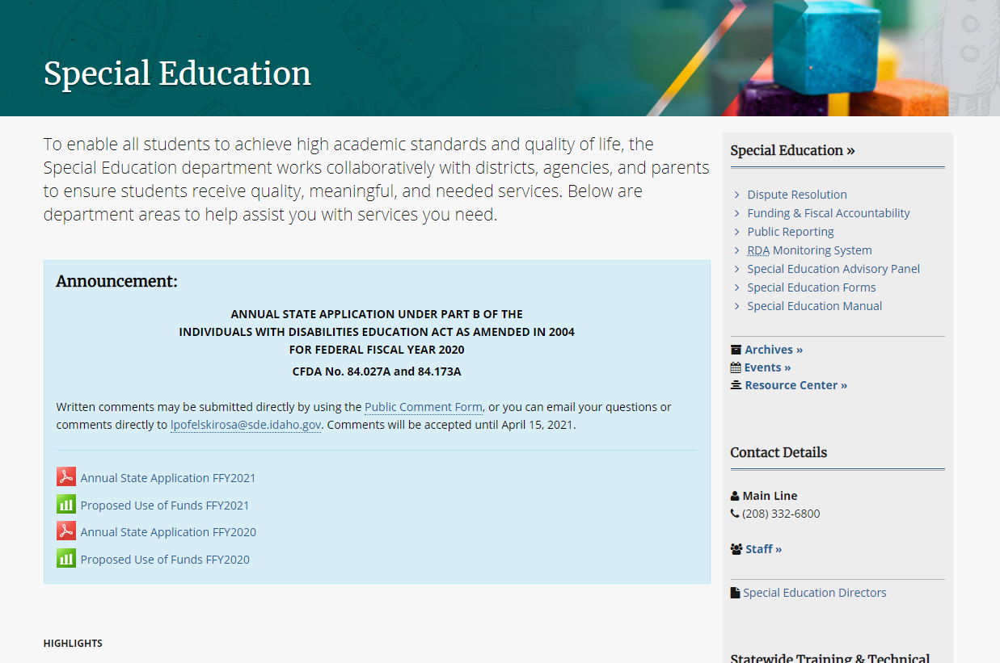 Special Education
To enable all students to achieve high academic standards and quality of life, the
Special Education department works collaboratively with districts, agencies, and parents
to ensure students receive quality, meaningful, and needed services. Below are
department areas to help assist you with services you need.
Announcement:
ANNUAL STATE APPLICATION UNDER PART B OF THE
INDIVIDUALS WITH DISABILITIES EDUCATION ACT AS AMENDED IN 2004
FOR FEDERAL FISCAL YEAR 2020
CFDA No. 84.027A and 84.173A
Written comments may be submitted directly by using the Public Comment Form, or you can email your questions or
comments directly to lpofelskirosa@sde.idaho.gov. Comments will be accepted until April 15, 2021.
Annual State Application FFY2021
Proposed Use of Funds FFY2021
Annual State Application FFY2020
Proposed Use of Funds FFY2020
HIGHLIGHTS
Special Education »
Dispute Resolution
Funding & Fiscal Accountability
Public Reporting
RDA Monitoring System
Special Education Advisory Panel
Special Education Forms
Special Education Manual
Archives »
Events »
Resource Center »
Contact Details
Main Line
(208) 332-6800
Staff »
Special Education Directors
Statewide Training & Technical